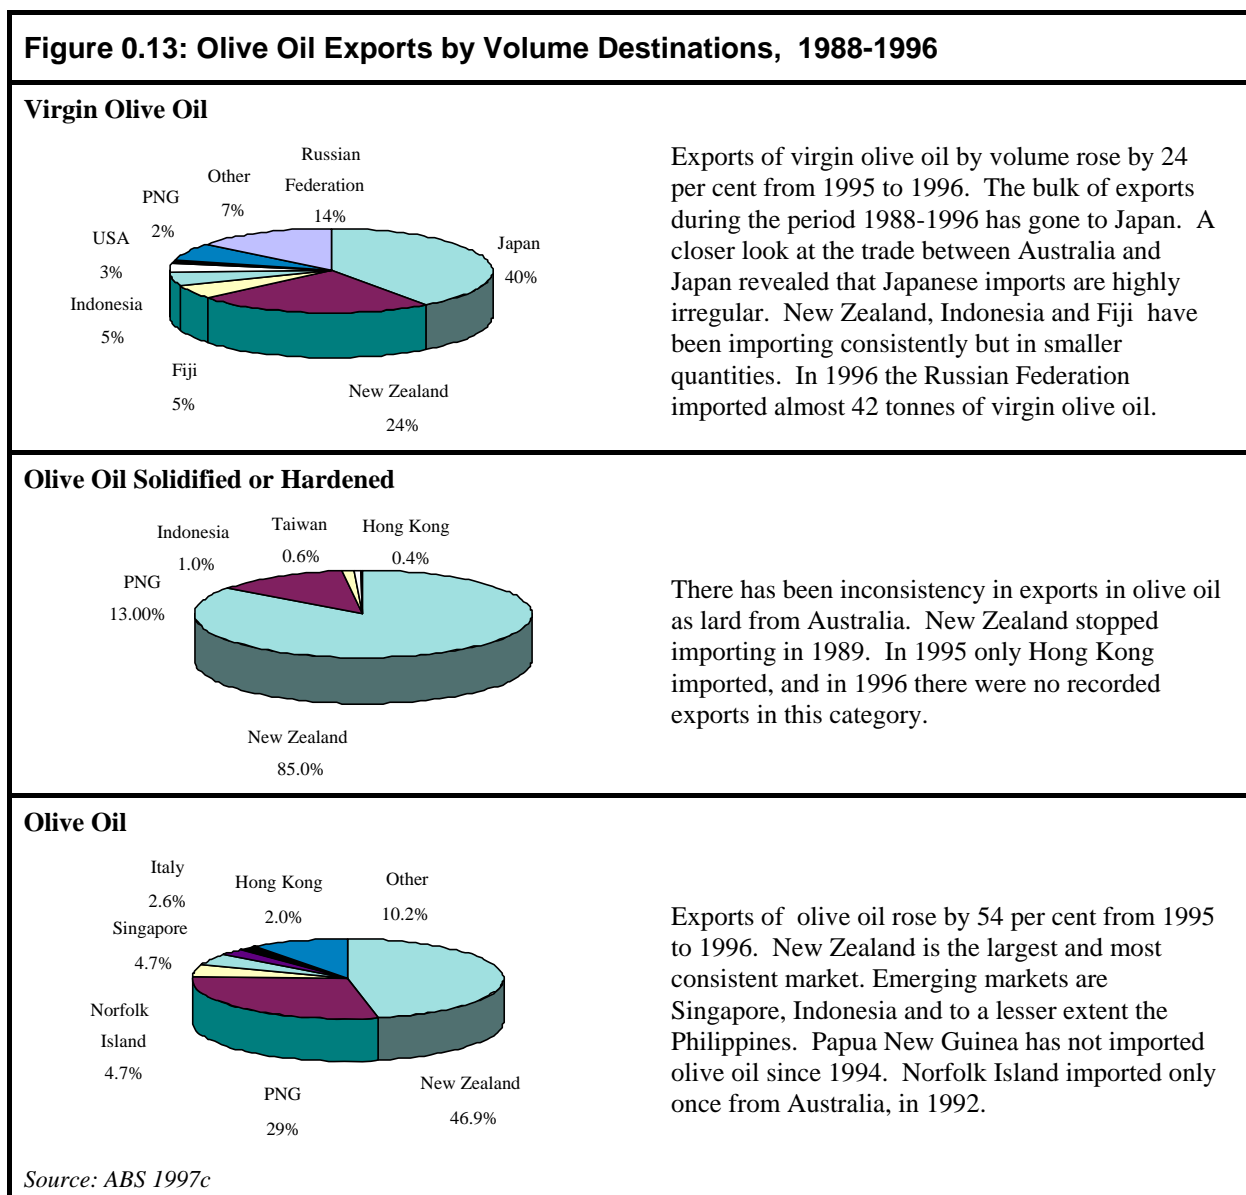 Figure 0.13: Olive Oil Exports by Volume Destinations, 1988-1996
Virgin Olive Oil
Russian
Federation
14%
Other
7%
PNG
2%
USA
3%
Indonesia
5%
Fiji
5%
New Zealand
24%
Japan
40%
Exports of virgin olive oil by volume rose by 24
per cent from 1995 to 1996. The bulk of exports
during the period 1988-1996 has gone to Japan. A
closer look at the trade between Australia and
Japan revealed that Japanese imports are highly
irregular. New Zealand, Indonesia and Fiji have
been importing consistently but in smaller
quantities. In 1996 the Russian Federation
imported almost 42 tonnes of virgin olive oil.
Olive Oil Solidified or Hardened
Indonesia
1.0%
Taiwan
0.6%
Hong Kong
0.4%
PNG
13.00%
New Zealand
85.0%
There has been inconsistency in exports in olive oil
as lard from Australia. New Zealand stopped
importing in 1989. In 1995 only Hong Kong
imported, and in 1996 there were no recorded
exports in this category.
Olive Oil
Italy
2.6%
Hong Kong
2.0%
Other
10.2%
Singapore
4.7%
Norfolk
Island
4.7%
PNG
29%
New Zealand
46.9%
Exports of olive oil rose by 54 per cent from 1995
to 1996. New Zealand is the largest and most
consistent market. Emerging markets are
Singapore, Indonesia and to a lesser extent the
Philippines. Papua New Guinea has not imported
olive oil since 1994. Norfolk Island imported only
once from Australia, in 1992.
Source: ABS 1997c